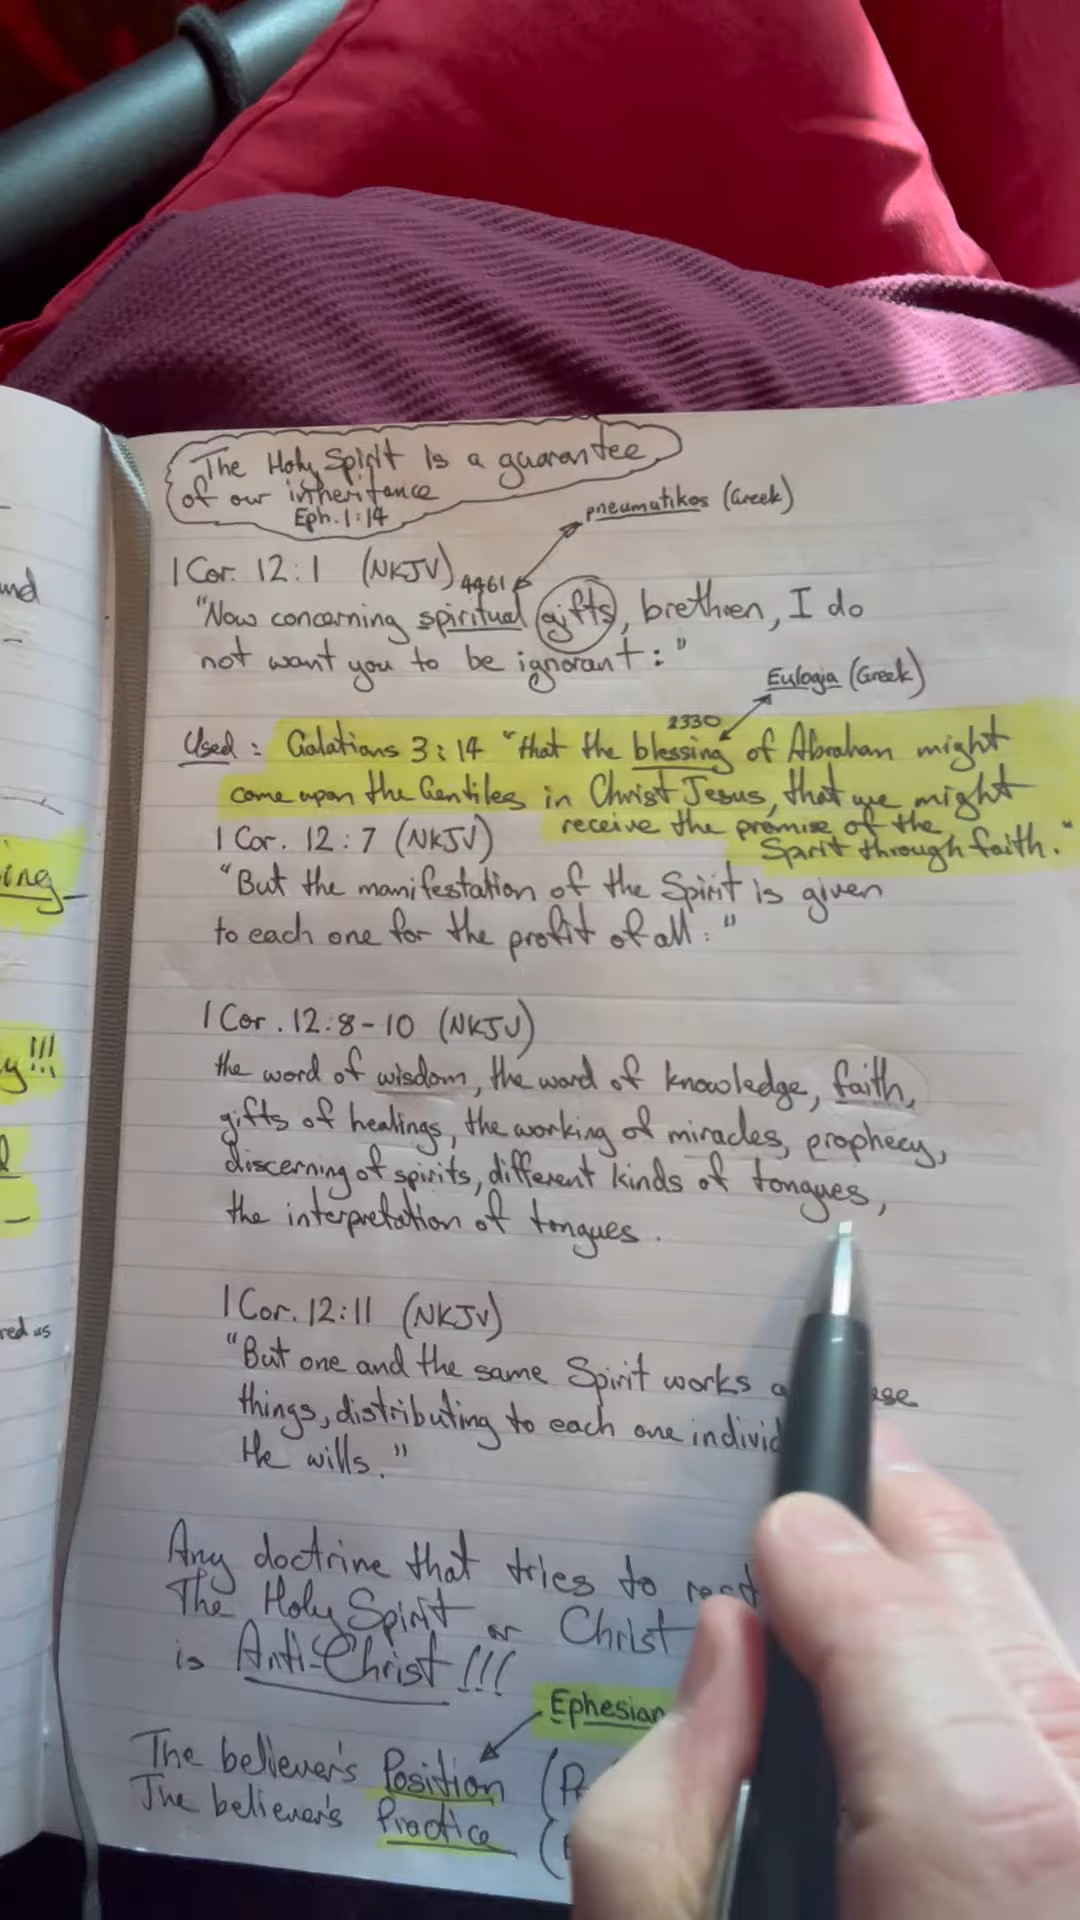 The Holy Spirit is a guarantee
of our inheritance
Eph. 1:14
pneumatikos (Greek)
1 Cor. 12:1 (NKJV) 4461
"Now concerning spiritual gifts, brethren, I do
not want you to be ignorant:"
Eulogia (Greek)
2330
Used: Galations 3:14 "that the blessing of Abraham might
come upon the Gentiles in Christ Jesus, that we might
receive the promise of the
Spirit through faith."
1 Cor. 12:7 (NKJV)
"But the manifestation of the Spirit is given
to each one for the profit of all:"
1 Cor. 12:8-10 (NKJV)
the word of wisdom, the word of knowledge, faith,
gifts of healings, the working of miracles, prophecy,
discerning of spirits, different kinds of tongues,
the interpretation of tongues.
1 Cor. 12:11 (NKJV)
"But one and the same Spirit works
things, distributing to each one
He wills."
Any doctrine that tries to
The Holy Spirit or Christ
is Anti-Christ!!!
The believer's Position
The believer's Practice
ing
y!!!
red as